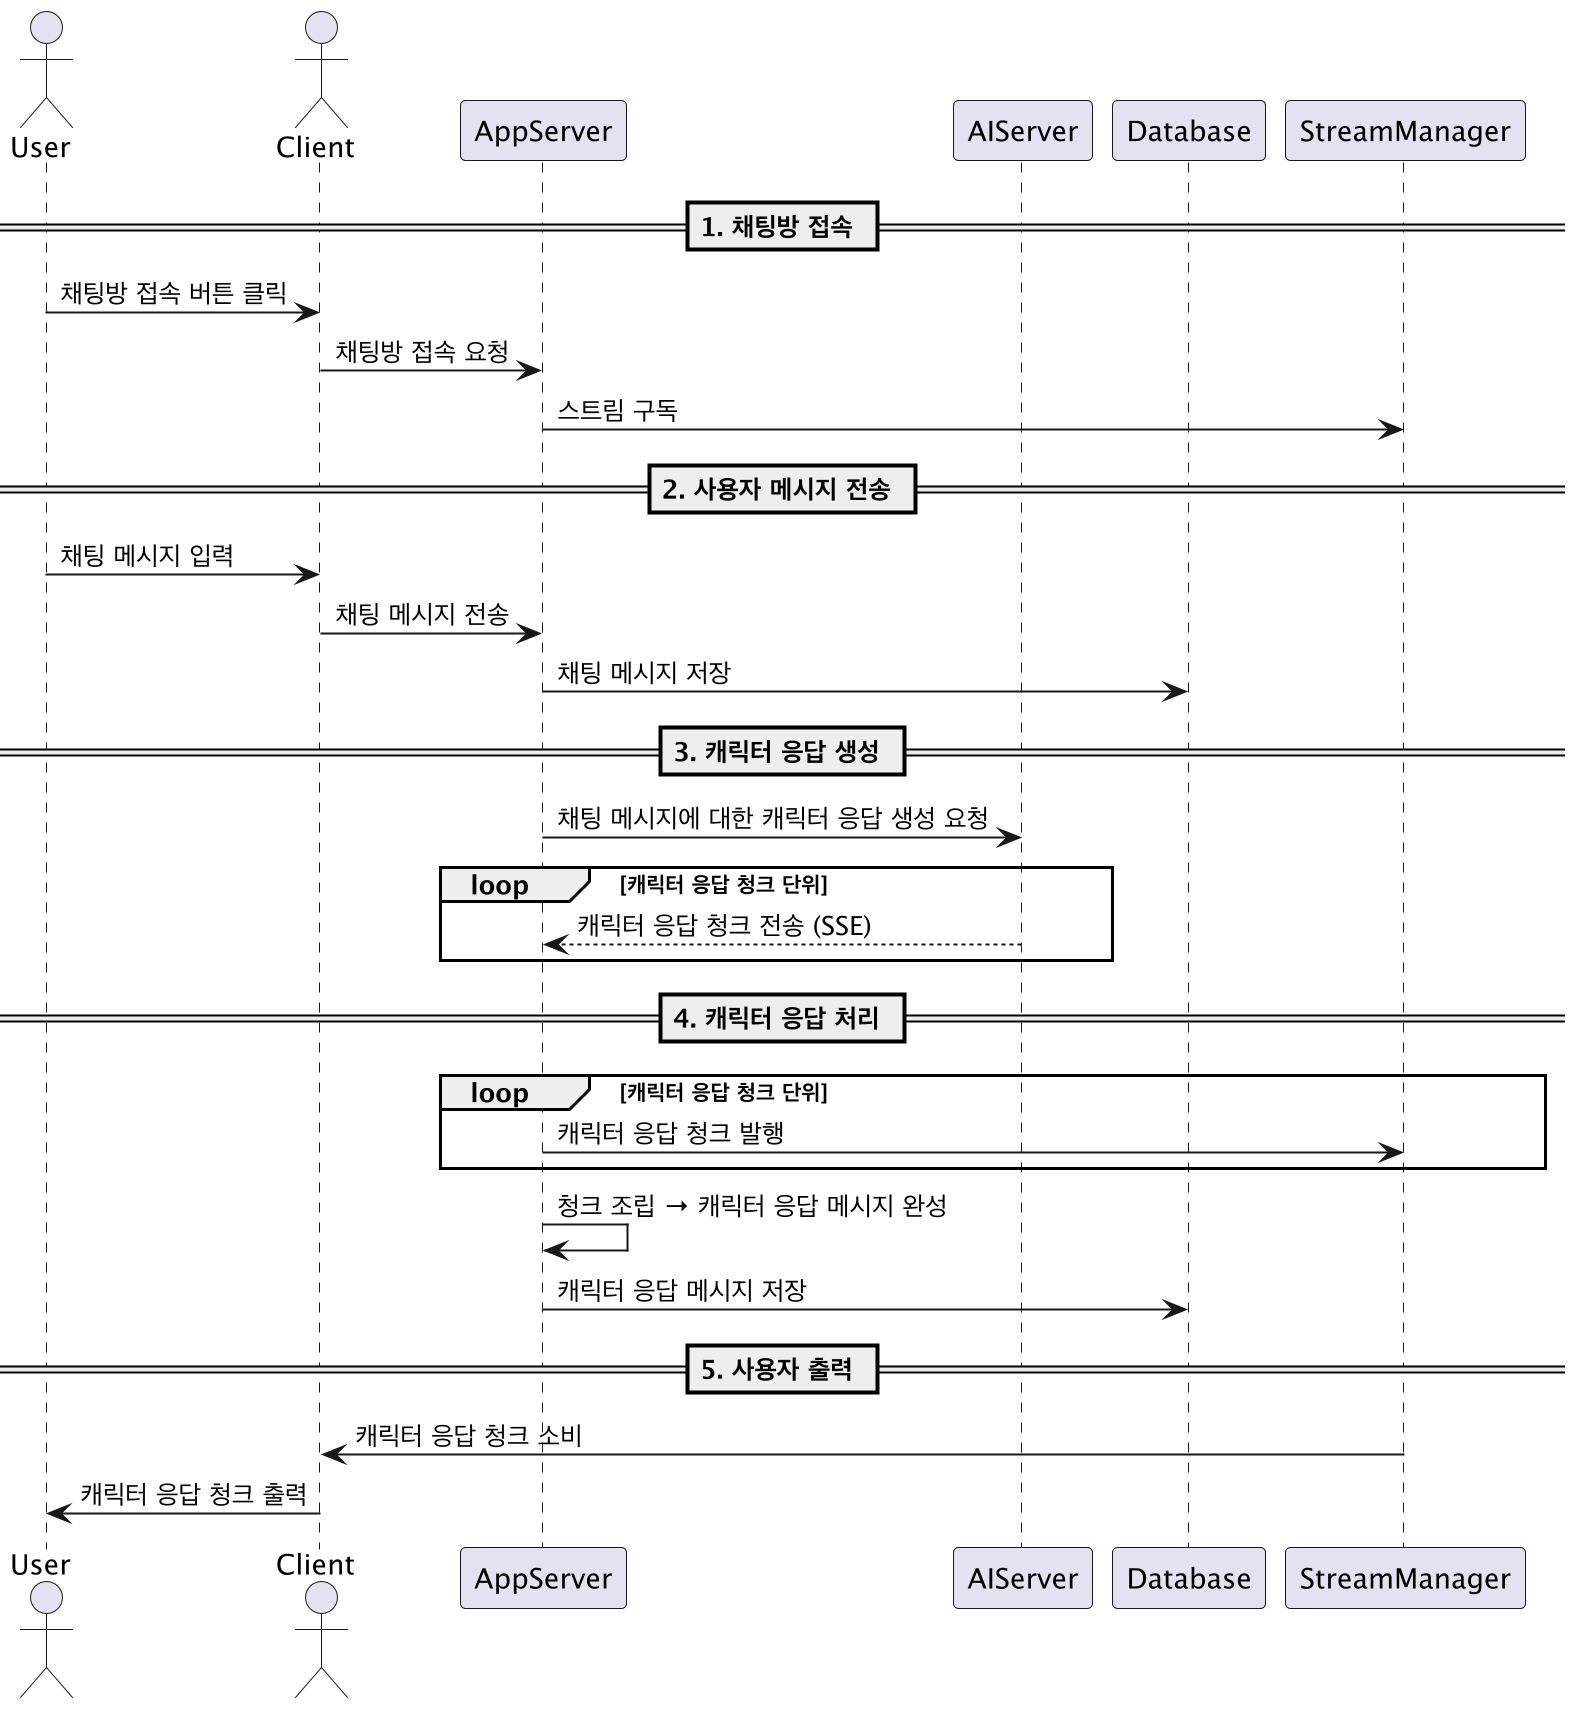 User
Client
AppServer
AIServer
Database
StreamManager
1. 채팅방 접속
채팅방 접속 버튼 클릭
채팅방 접속 요청
스트림 구독
2. 사용자 메시지 전송
채팅 메시지 입력
채팅 메시지 전송
채팅 메시지 저장
3. 캐릭터 응답 생성
채팅 메시지에 대한 캐릭터 응답 생성 요청
loop [캐릭터 응답 청크 단위]
캐릭터 응답 청크 전송 (SSE)
4. 캐릭터 응답 처리
loop [캐릭터 응답 청크 단위]
캐릭터 응답 청크 발행
청크 조립 → 캐릭터 응답 메시지 완성
캐릭터 응답 메시지 저장
5. 사용자 출력
캐릭터 응답 청크 소비
캐릭터 응답 청크 출력
User
Client
AppServer
AIServer
Database
StreamManager